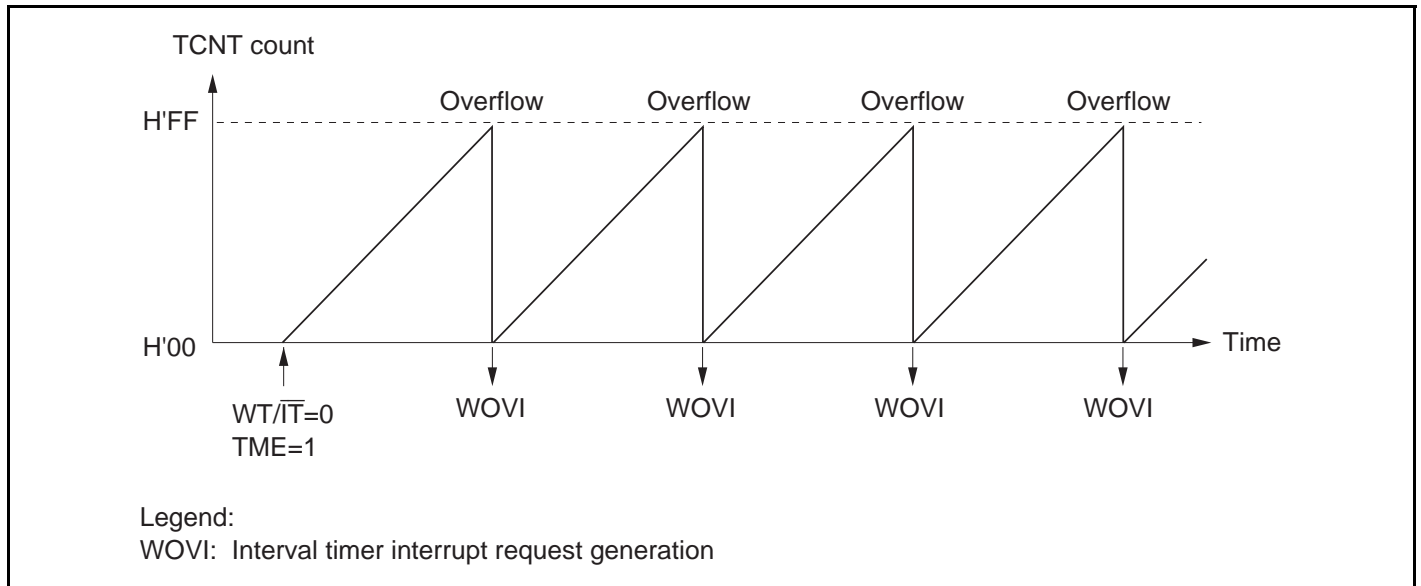 TCNT count
Overflow Overflow Overflow Overflow
H'FF
H'00
Time
WT/I̅T̅=0
TME=1
WOVI WOVI WOVI WOVI
Legend:
WOVI: Interval timer interrupt request generation